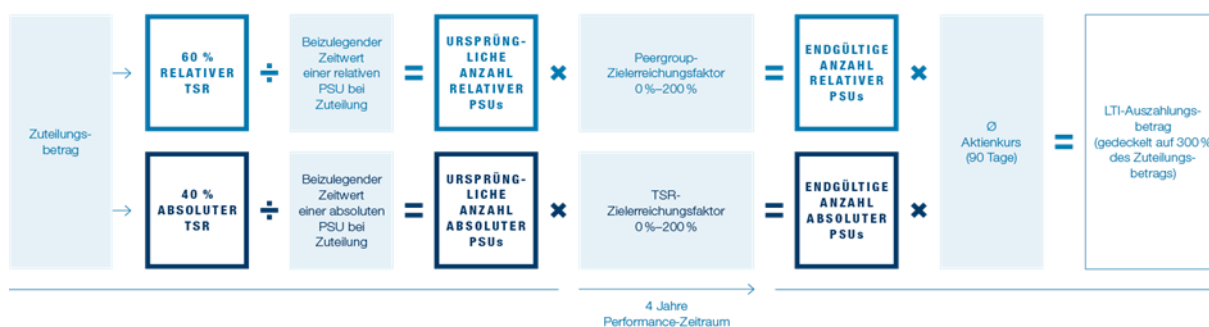 Zuteilungs-
betrag
→
60 %
RELATIVER
TSR
÷
Beizulegender
Zeitwert
einer relativen
PSU bei
Zuteilung
=
URSPRÜNG-
LICHE
ANZAHL
RELATIVER
PSUs
×
Peergroup-
Zielerreichungsfaktor
0 %–200 %
=
ENDGÜLTIGE
ANZAHL
RELATIVER
PSUs
×
→
40 %
ABSOLUTER
TSR
÷
Beizulegender
Zeitwert
einer absoluten
PSU bei
Zuteilung
=
URSPRÜNG-
LICHE
ANZAHL
ABSOLUTER
PSUs
×
TSR-
Zielerreichungsfaktor
0 %–200 %
=
ENDGÜLTIGE
ANZAHL
ABSOLUTER
PSUs
×
Ø
Aktienkurs
(90 Tage)
=
LTI-Auszahlungs-
betrag
(gedeckelt auf 300 %
des Zuteilungs-
betrags)
4 Jahre
Performance-Zeitraum